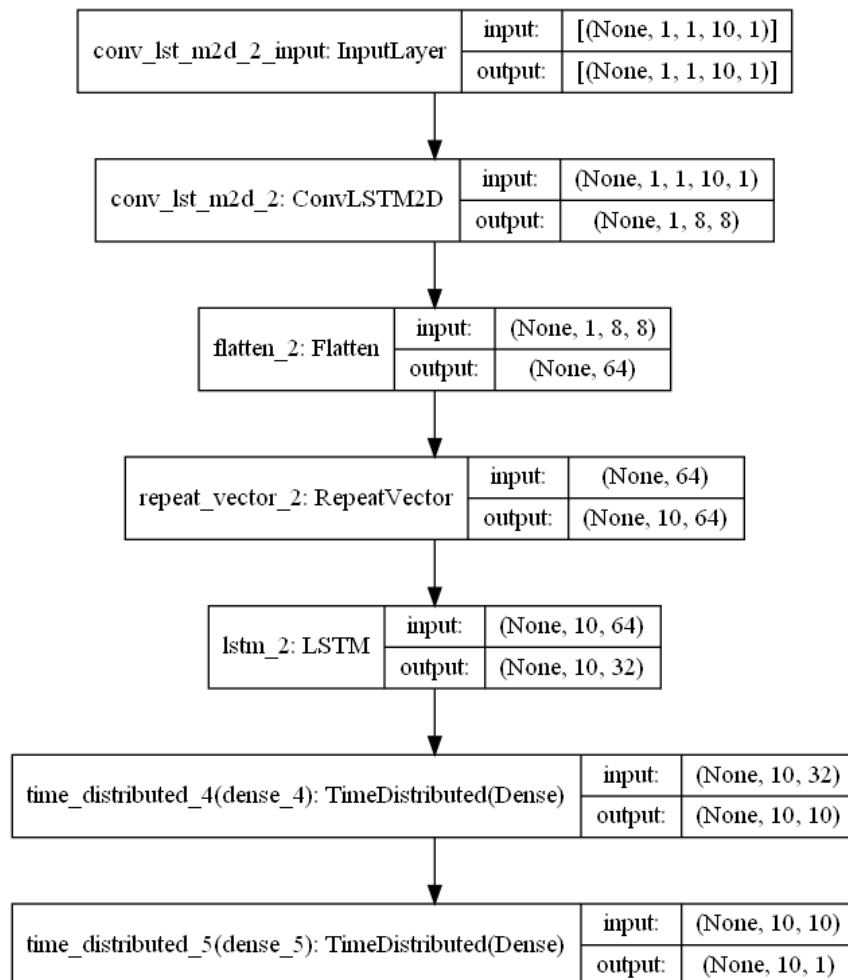 conv_lst_m2d_2_input: InputLayer
input: [(None, 1, 1, 10, 1)]
output: [(None, 1, 1, 10, 1)]
conv_lst_m2d_2: ConvLSTM2D
input: (None, 1, 1, 10, 1)
output: (None, 1, 8, 8)
flatten_2: Flatten
input: (None, 1, 8, 8)
output: (None, 64)
repeat_vector_2: RepeatVector
input: (None, 64)
output: (None, 10, 64)
lstm_2: LSTM
input: (None, 10, 64)
output: (None, 10, 32)
time_distributed_4(dense_4): TimeDistributed(Dense)
input: (None, 10, 32)
output: (None, 10, 10)
time_distributed_5(dense_5): TimeDistributed(Dense)
input: (None, 10, 10)
output: (None, 10, 1)